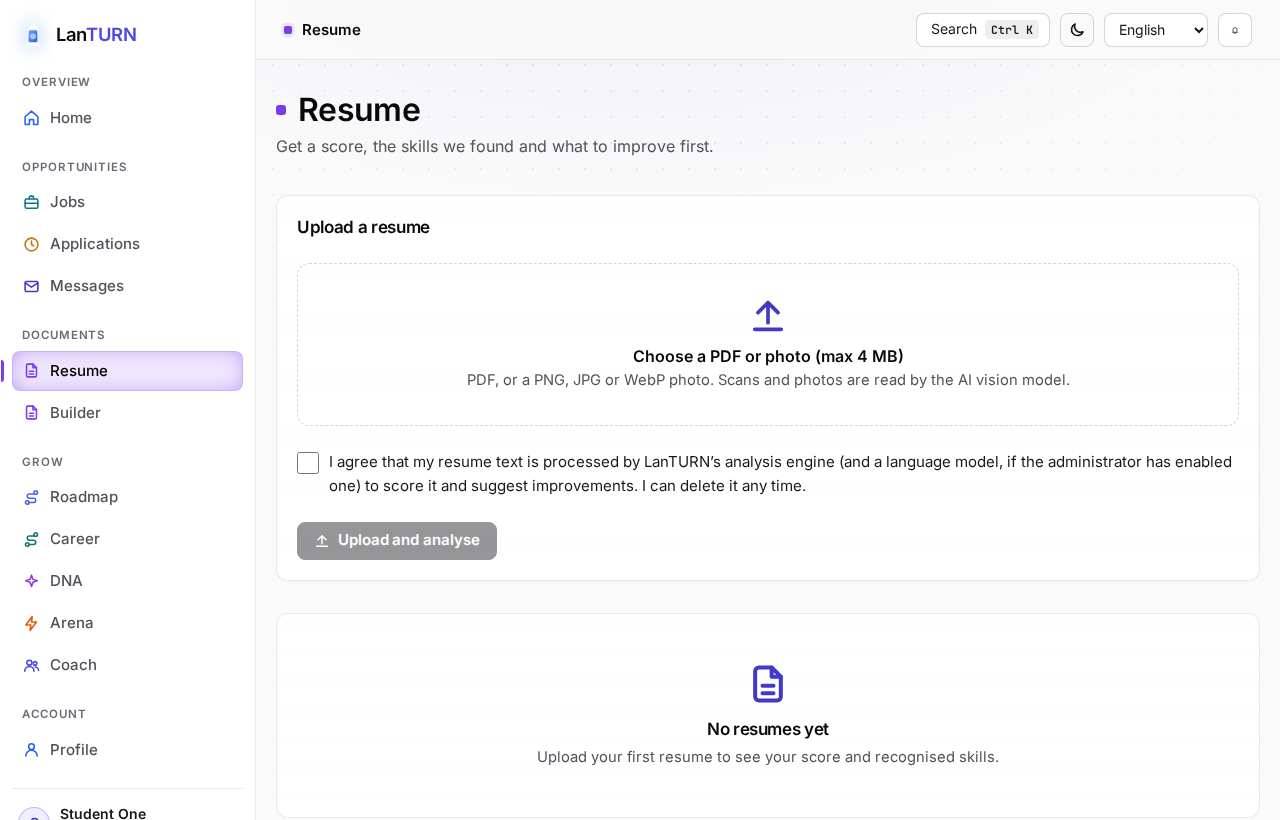 LanTURN
OVERVIEW
Home
OPPORTUNITIES
Jobs
Applications
Messages
DOCUMENTS
Resume
Builder
GROW
Roadmap
Career
DNA
Arena
Coach
ACCOUNT
Profile
Student One
Resume
Search Ctrl K
English
Resume
Get a score, the skills we found and what to improve first.
Upload a resume
Choose a PDF or photo (max 4 MB)
PDF, or a PNG, JPG or WebP photo. Scans and photos are read by the AI vision model.
I agree that my resume text is processed by LanTURN’s analysis engine (and a language model, if the administrator has enabled
one) to score it and suggest improvements. I can delete it any time.
Upload and analyse
No resumes yet
Upload your first resume to see your score and recognised skills.